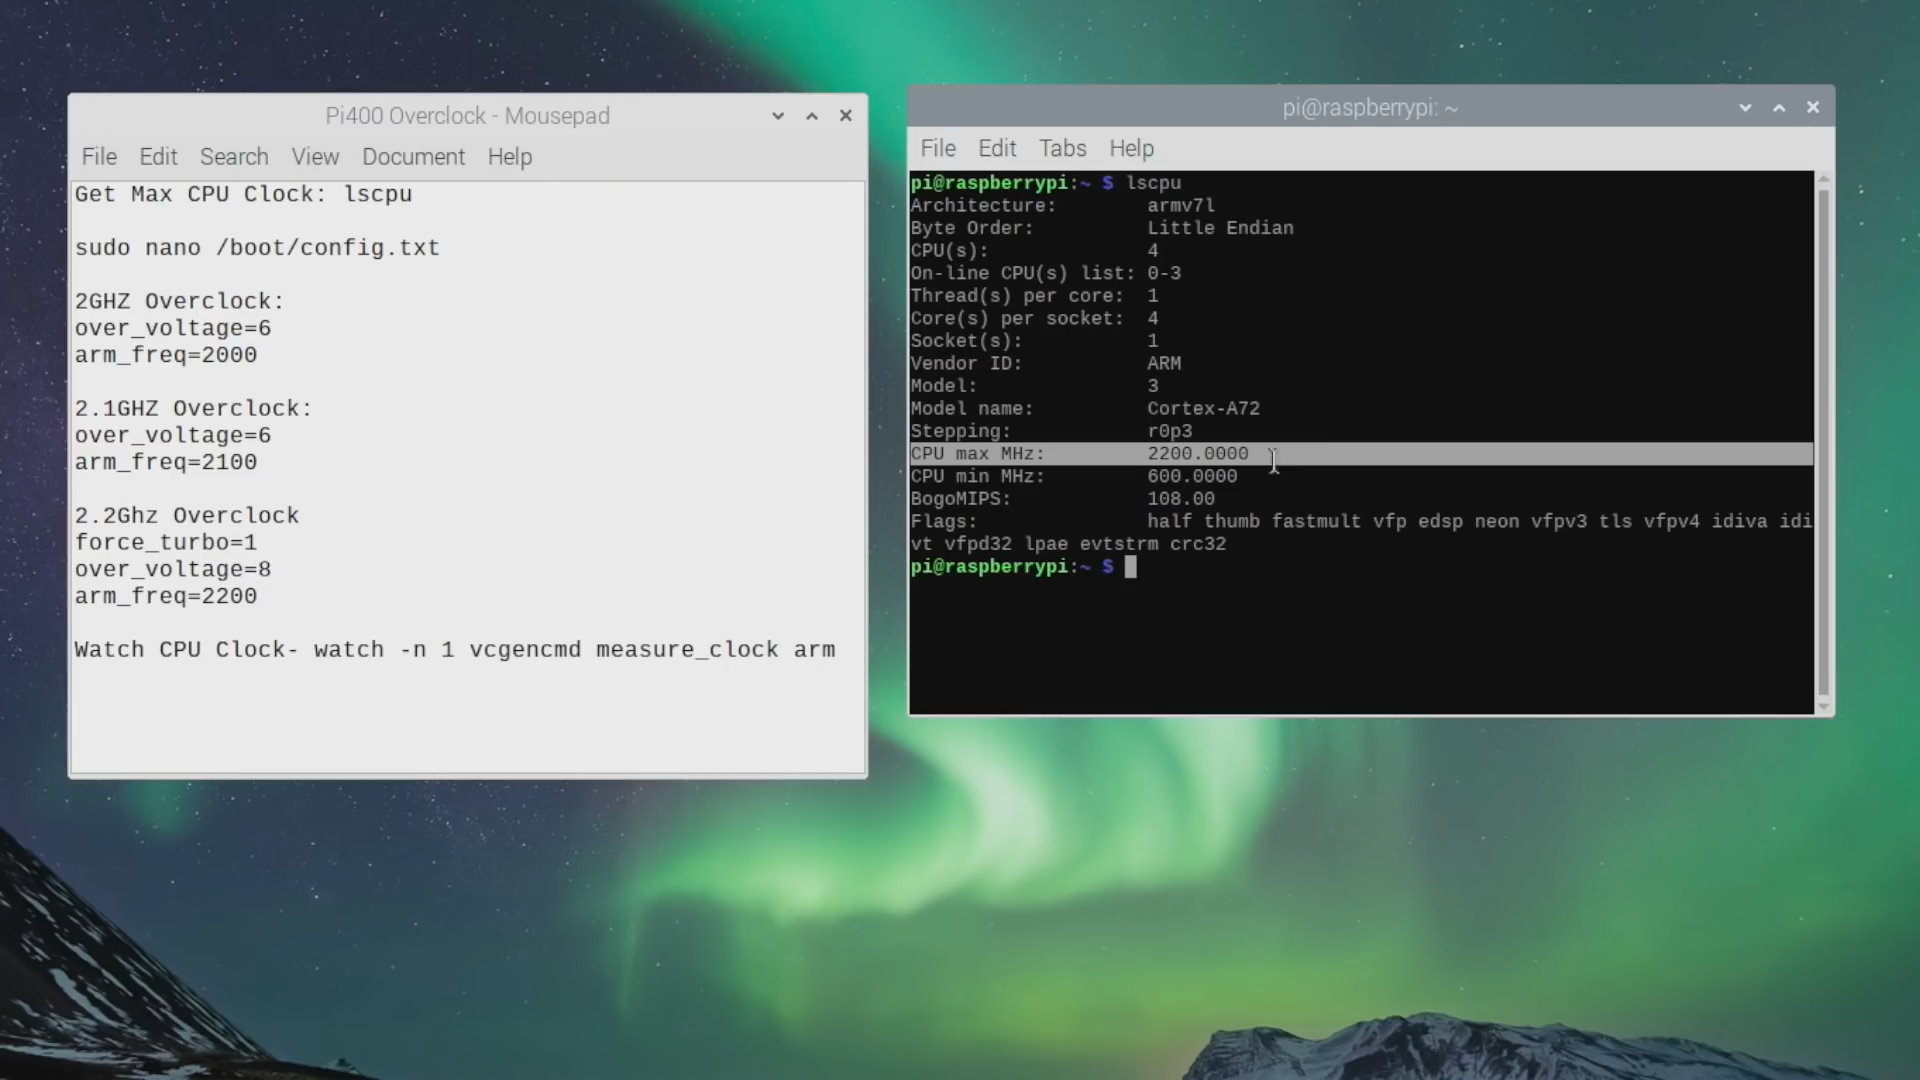 Pi400 Overclock - Mousepad
File Edit Search View Document Help
Get Max CPU Clock: lscpu
sudo nano /boot/config.txt
2GHZ Overclock:
over_voltage=6
arm_freq=2000
2.1GHZ Overclock:
over_voltage=6
arm_freq=2100
2.2Ghz Overclock
force_turbo=1
over_voltage=8
arm_freq=2200
Watch CPU Clock- watch -n 1 vcgencmd measure_clock arm
pi@raspberrypi: ~
File Edit Tabs Help
pi@raspberrypi:~ $ lscpu
Architecture: armv7l
Byte Order: Little Endian
CPU(s): 4
On-line CPU(s) list: 0-3
Thread(s) per core: 1
Core(s) per socket: 4
Socket(s): 1
Vendor ID: ARM
Model: 3
Model name: Cortex-A72
Stepping: r0p3
CPU max MHz: 2200.0000
CPU min MHz: 600.0000
BogoMIPS: 108.00
Flags: half thumb fastmult vfp edsp neon vfpv3 tls vfpv4 idiva idi
vt vfpd32 lpae evtstrm crc32
pi@raspberrypi:~ $